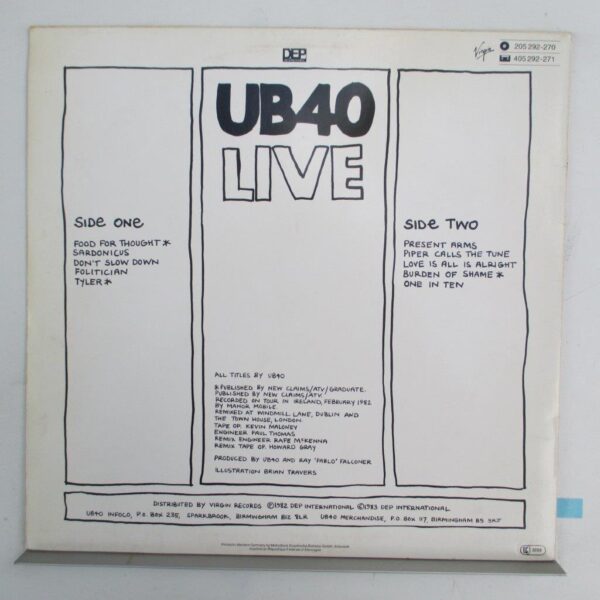 DEP
Virgin
205 292-270
405 292-271
UB40
LIVE
SIDE ONE
FOOD FOR THOUGHT *
SARDONICUS
DON'T SLOW DOWN
FOLITICIAN
TYLER *
SIDE TWO
PRESENT ARMS
PIPER CALLS THE TUNE
LOVE IS ALL IS ALRIGHT
BURDEN OF SHAME *
ONE IN TEN
ALL TITLES BY UB40
* PUBLISHED BY NEW CLAIMS/ATV/GRADUATE.
PUBLISHED BY NEW CLAIMS/ATV.
RECORDED ON TOUR IN IRELAND, FEBRUARY 1982
BY MANOR MOBILE.
REMIXED AT WINDMILL LANE, DUBLIN AND
THE TOWN HOUSE, LONDON.
TAPE OP. KEVIN MALONEY
ENGINEER PAUL THOMAS
REMIX ENGINEER RAFE McKENNA
REMIX TAPE OP. HOWARD GRAY
PRODUCED BY UB40 AND RAY 'PABLO' FALCONER
ILLUSTRATION BRIAN TRAVERS
DISTRIBUTED BY VIRGIN RECORDS Ⓟ1982 DEP INTERNATIONAL ©1983 DEP INTERNATIONAL
UB40 INFOLO, P.O. BOX 235, SPARKBROOK, BIRMINGHAM B12 8LR UB40 MERCHANDISE, P.O. BOX 117, BIRMINGHAM B5 5RJ